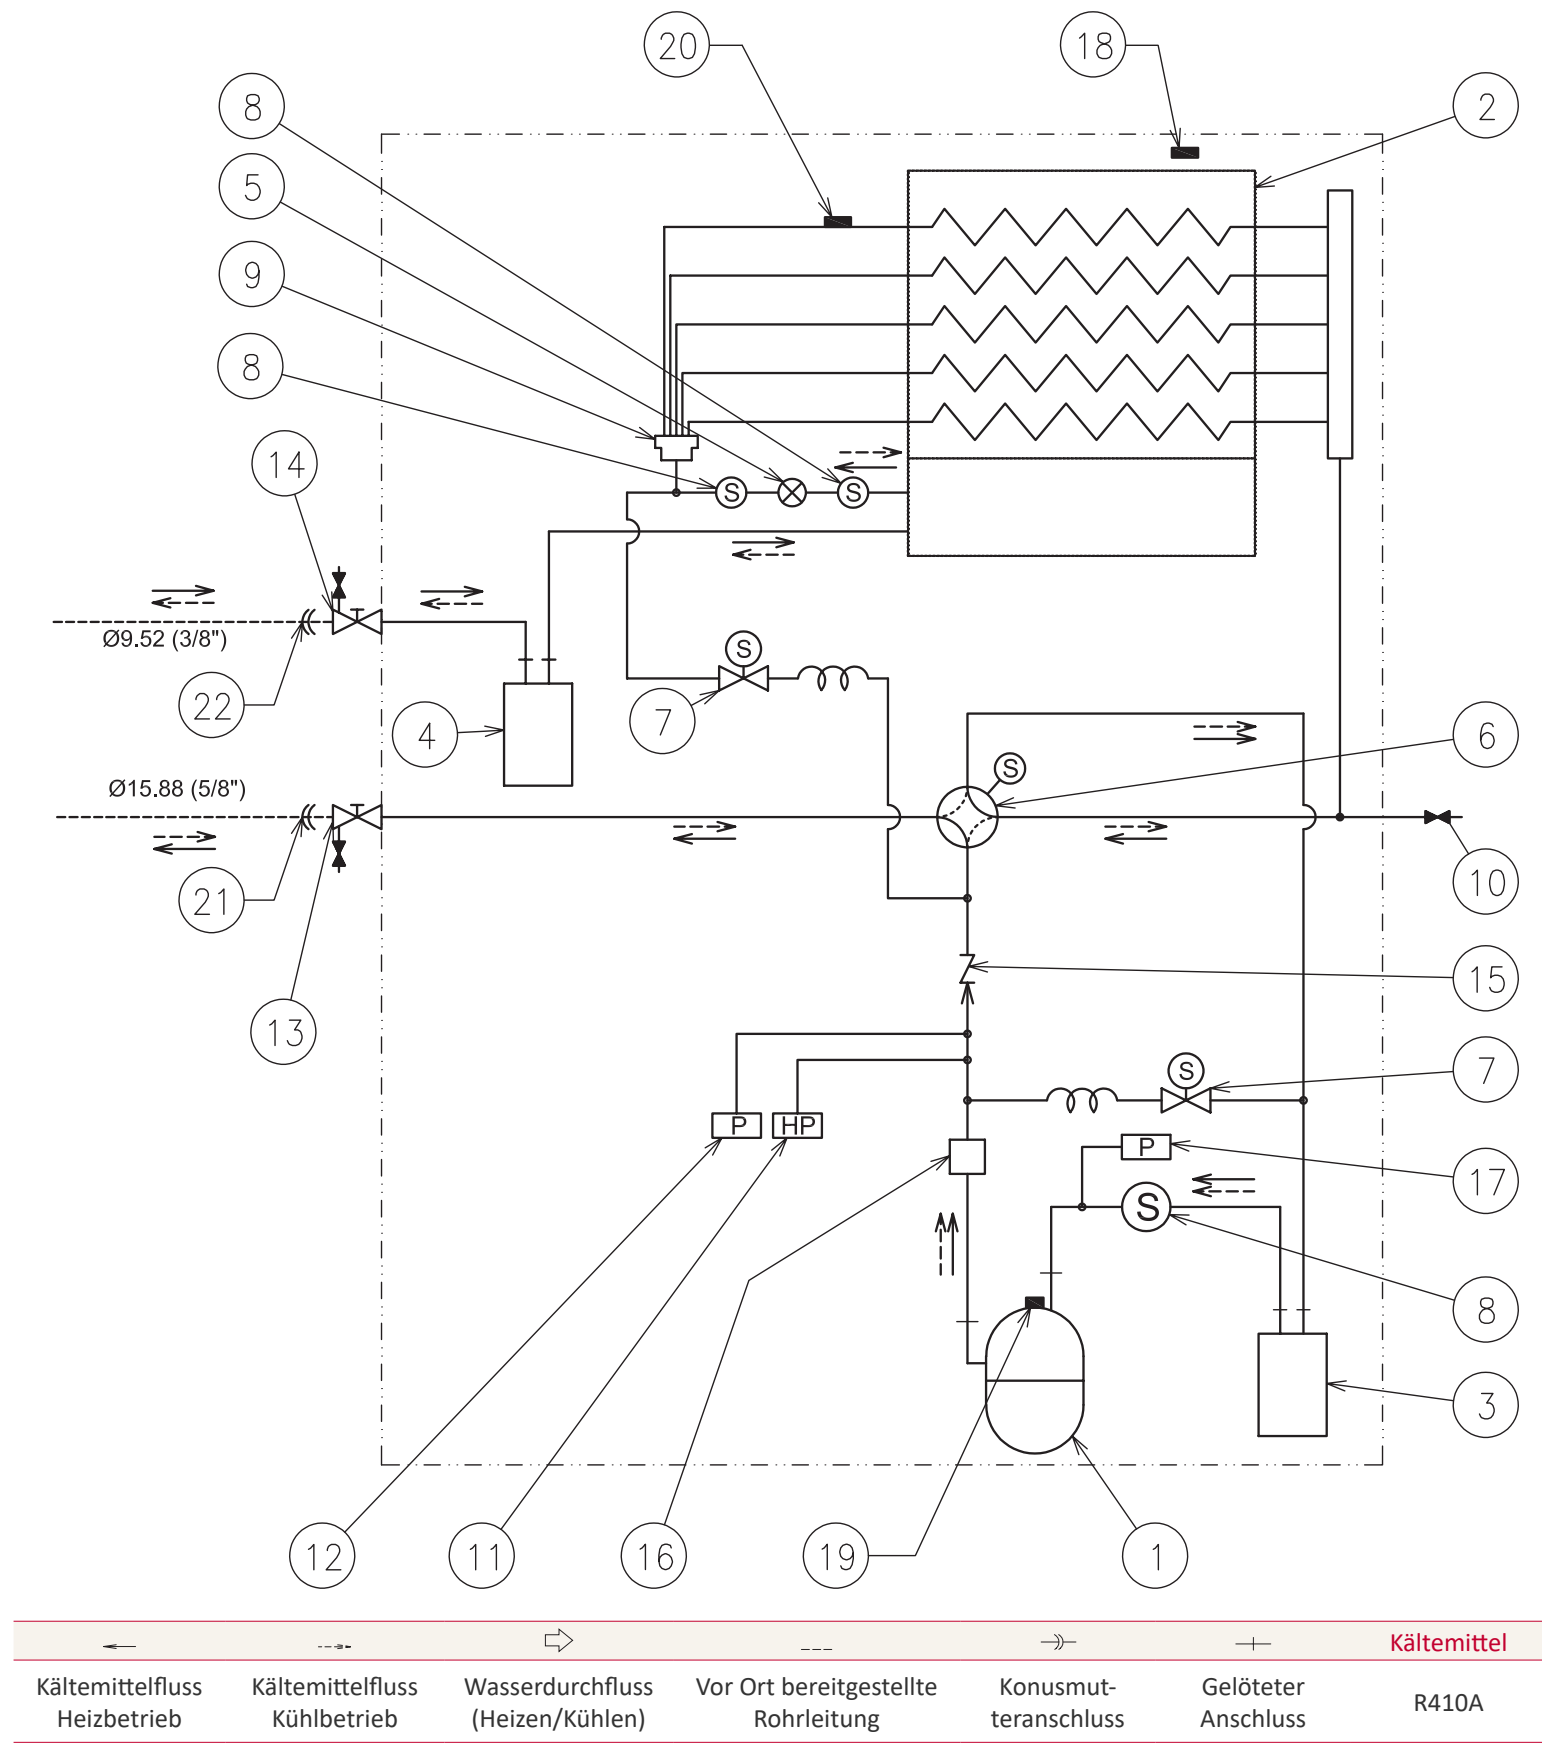 20
18
8
2
5
9
8
14
S
S
Ø9.52 (3/8")
22
4
7
S
6
S
Ø15.88 (5/8")
21
10
13
15
7
S
P
HP
P
17
S
8
3
12
11
16
19
1
Kältemittel
Kältemittelfluss
Heizbetrieb
Kältemittelfluss
Kühlbetrieb
Wasserdurchfluss
(Heizen/Kühlen)
Vor Ort bereitgestellte
Rohrleitung
Konusmut-
teranschluss
Gelöteter
Anschluss
R410A